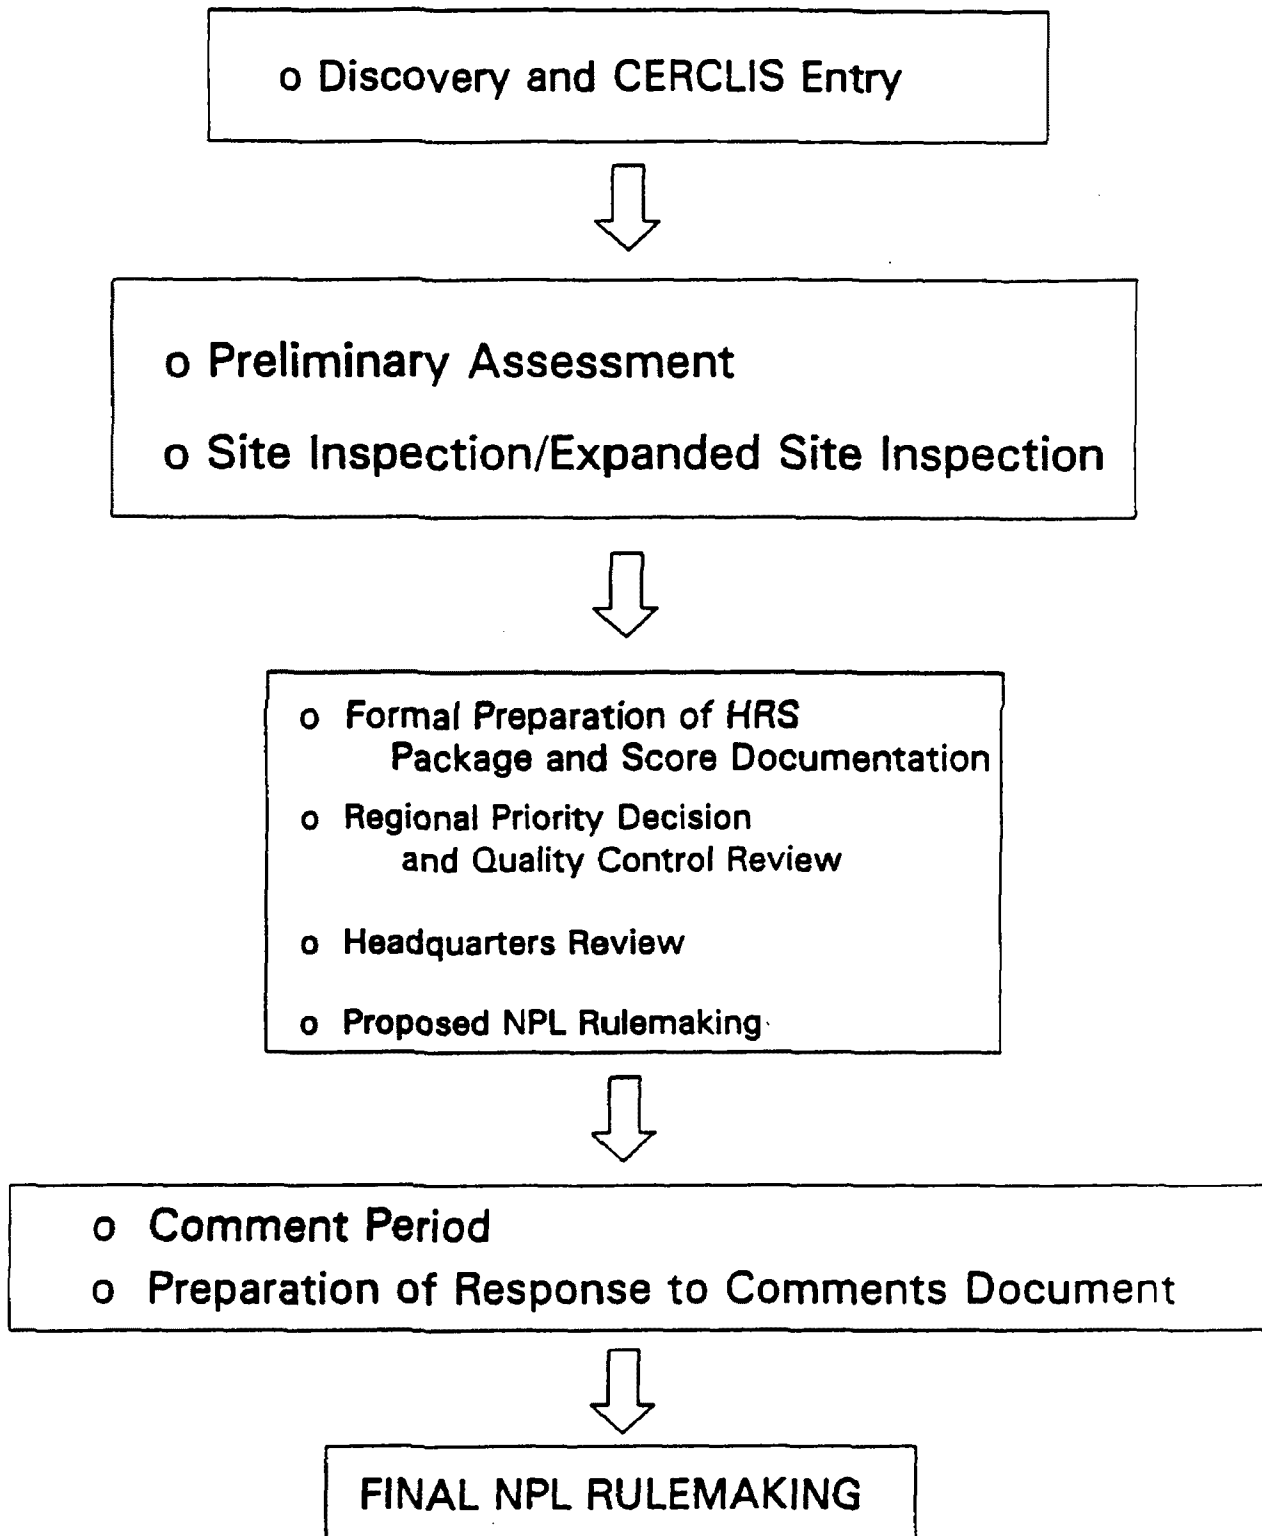 o Discovery and CERCLIS Entry
o Preliminary Assessment
o Site Inspection/Expanded Site Inspection
o Formal Preparation of HRS
Package and Score Documentation
o Regional Priority Decision
and Quality Control Review
o Headquarters Review
o Proposed NPL Rulemaking
o Comment Period
o Preparation of Response to Comments Document
FINAL NPL RULEMAKING